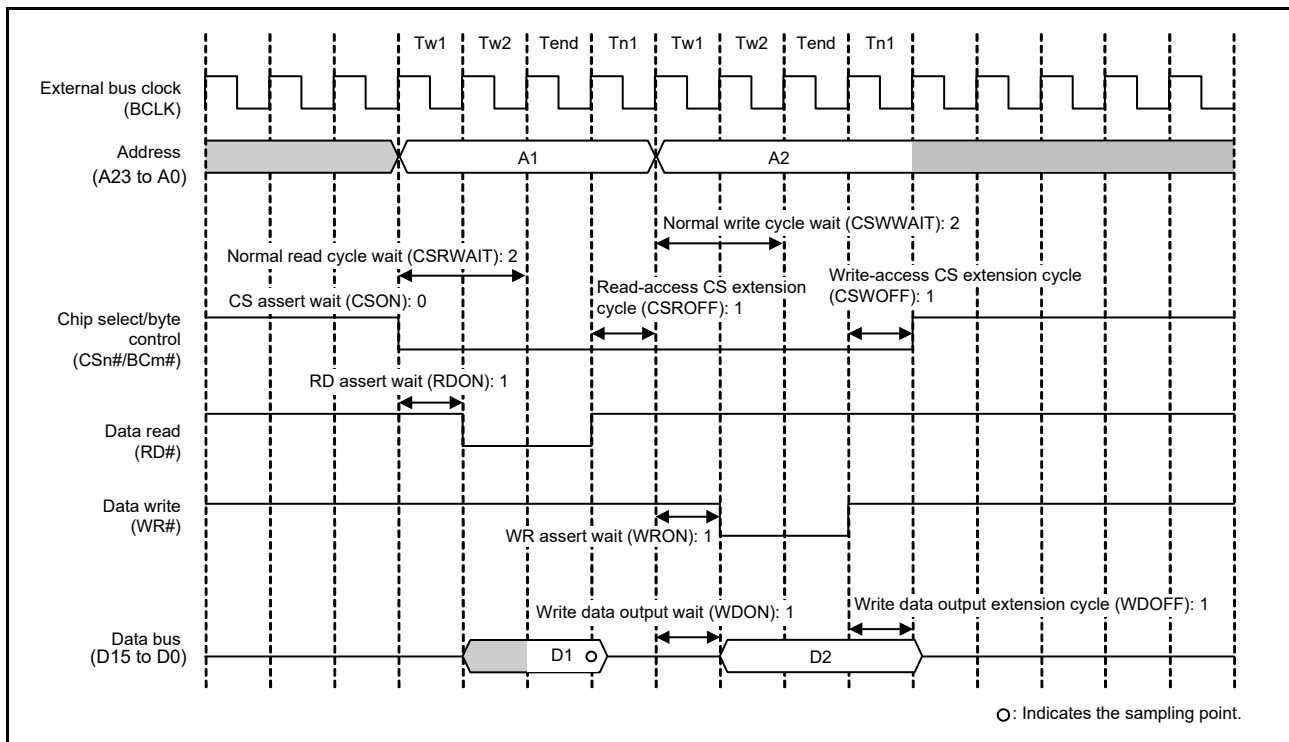 Tw1 Tw2 Tend Tn1 Tw1 Tw2 Tend Tn1
External bus clock
(BCLK)
Address
(A23 to A0)
A1
A2
Normal write cycle wait (CSWWAIT): 2
Normal read cycle wait (CSRWAIT): 2
Read-access CS extension
cycle (CSROFF): 1
Write-access CS extension cycle
(CSWOFF): 1
CS assert wait (CSON): 0
Chip select/byte
control
(CSn#/BCm#)
RD assert wait (RDON): 1
Data read
(RD#)
Data write
(WR#)
WR assert wait (WRON): 1
Write data output wait (WDON): 1
Write data output extension cycle (WDOFF): 1
Data bus
(D15 to D0)
D1
D2
: Indicates the sampling point.